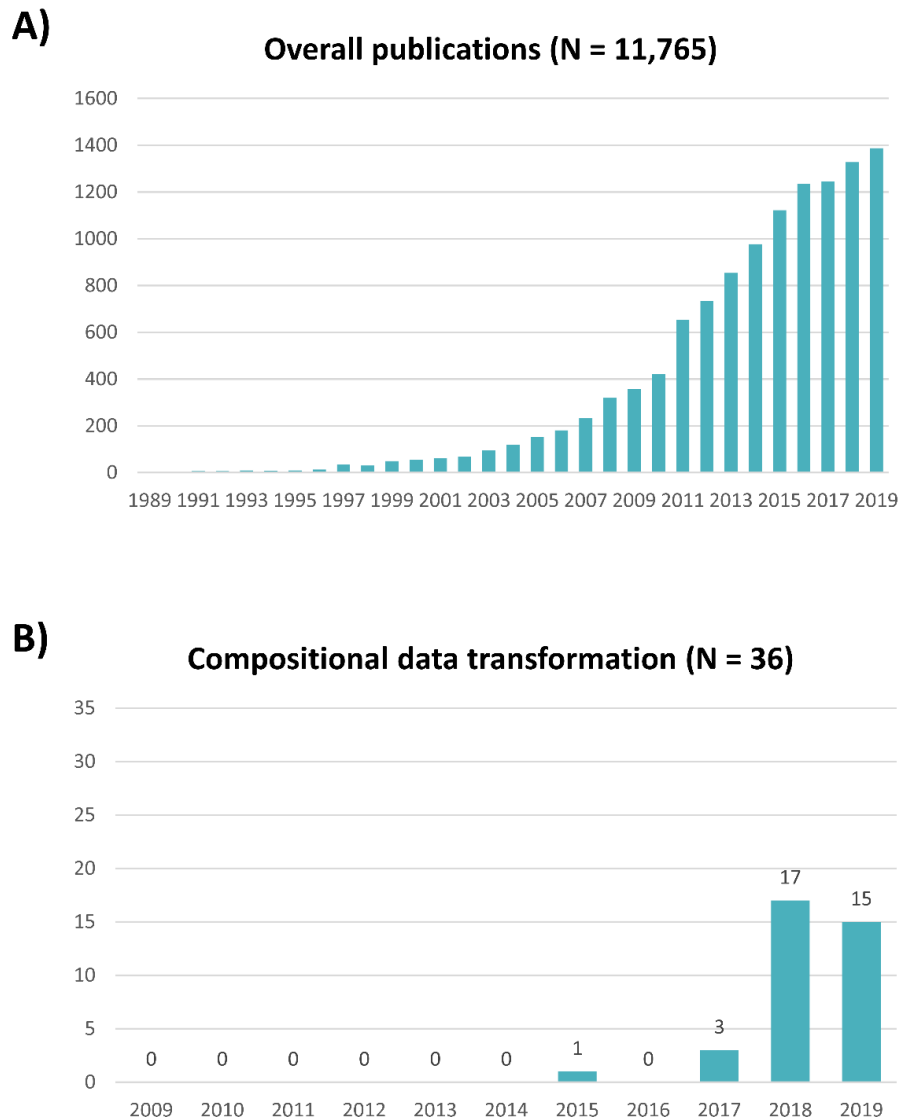 A)
Overall publications (N = 11,765)
1600
1400
1200
1000
800
600
400
200
0
1989 1991 1993 1995 1997 1999 2001 2003 2005 2007 2009 2011 2013 2015 2017 2019
B)
Compositional data transformation (N = 36)
35
30
25
20
15
10
5
0
0 0 0 0 0 0 1 0 3 17 15
2009 2010 2011 2012 2013 2014 2015 2016 2017 2018 2019